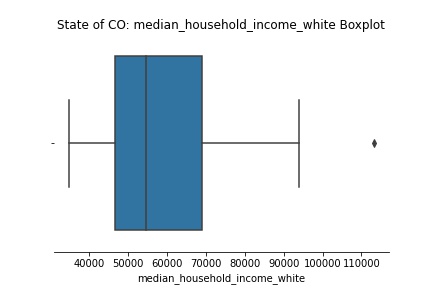 State of CO: median_household_income_white Boxplot
40000 50000 60000 70000 80000 90000 100000 110000
median_household_income_white